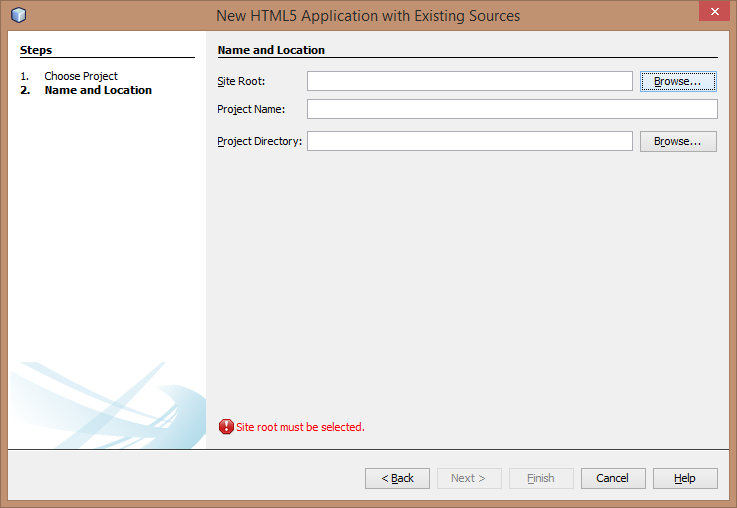 New HTML5 Application with Existing Sources
Steps
1. Choose Project
2. Name and Location
Name and Location
Site Root: Browse...
Project Name:
Project Directory: Browse...
Site root must be selected.
< Back Next > Finish Cancel Help